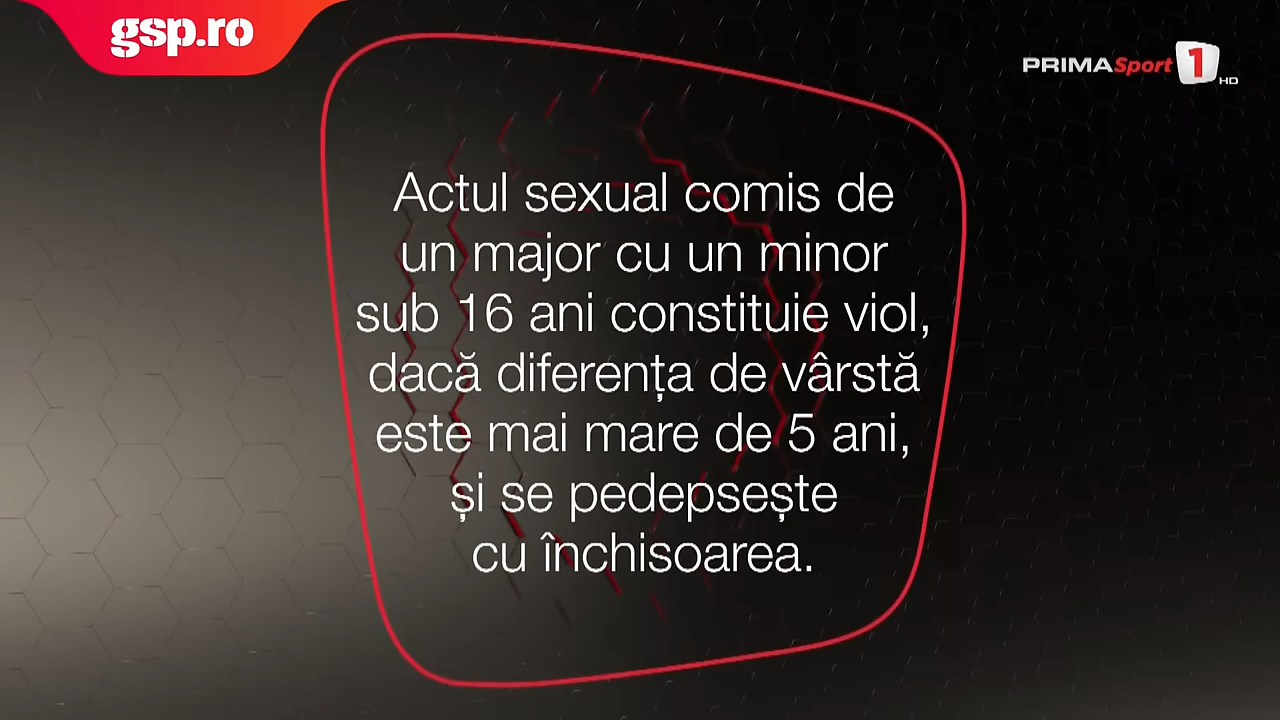 gsp.ro
PRIMASport 1 HD
Actul sexual comis de
un major cu un minor
sub 16 ani constituie viol,
dacă diferența de vârstă
este mai mare de 5 ani,
și se pedepsește
cu închisoarea.